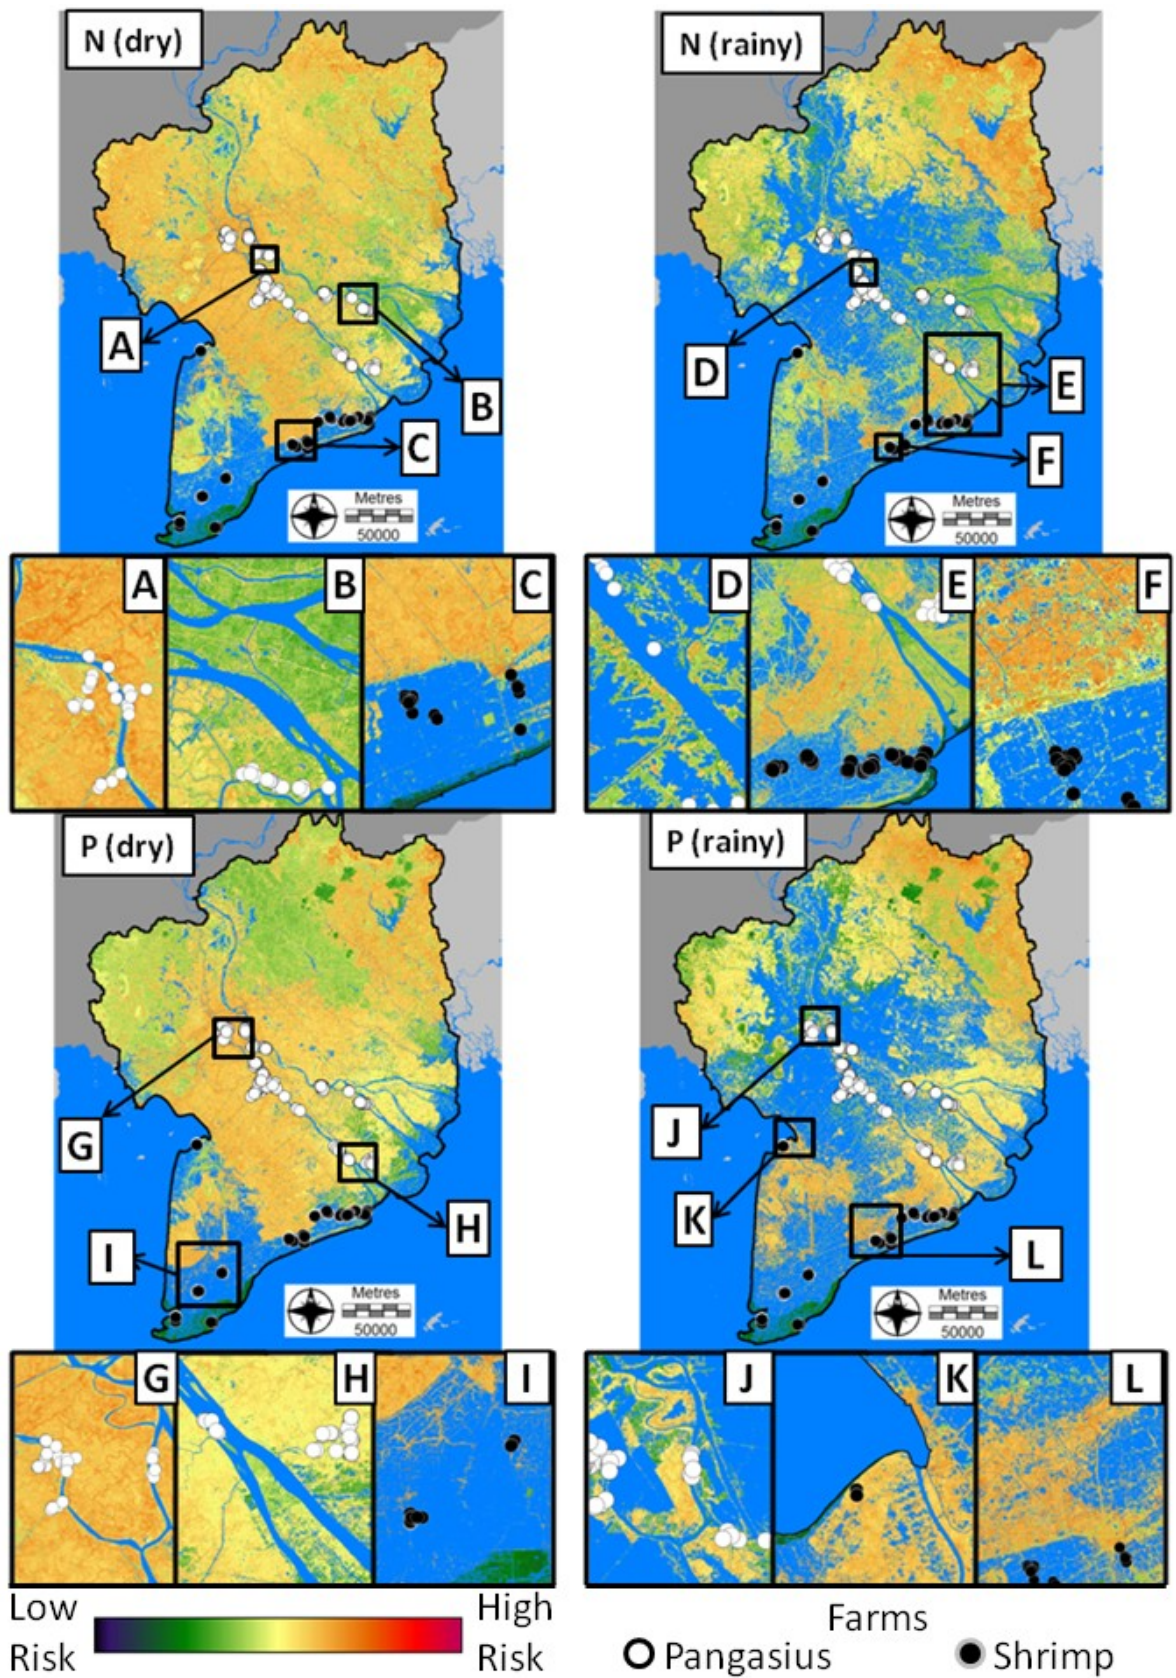 N (dry)
N (rainy)
A
B
C
D
E
F
Metres
50000
Metres
50000
A
B
C
D
E
F
P (dry)
P (rainy)
G
H
I
J
K
L
Metres
50000
Metres
50000
G
H
I
J
K
L
Low
Risk
High
Risk
Farms
Pangasius
Shrimp